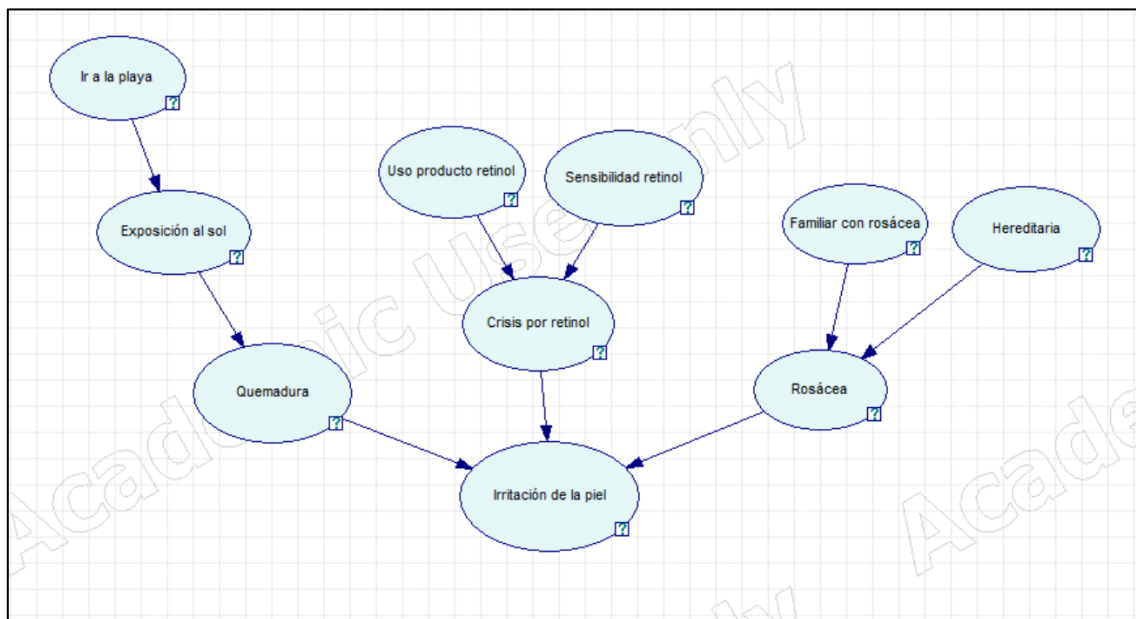 Ir a la playa
?
Uso producto retinol
?
Sensibilidad retinol
?
Exposición al sol
?
Familiar con rosácea
?
Hereditaria
?
Crisis por retinol
?
Quemadura
?
Rosácea
?
Irritación de la piel
?
Academic Use Only
Acade
ly